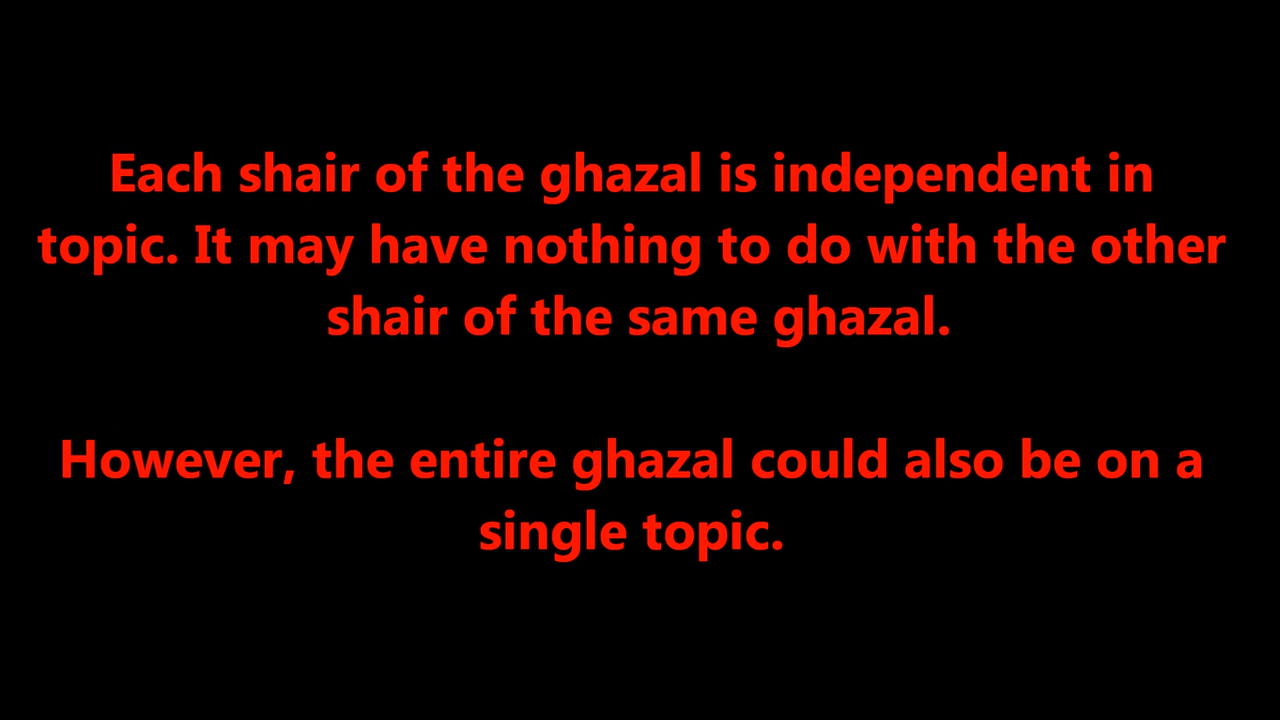 Each shair of the ghazal is independent in
topic. It may have nothing to do with the other
shair of the same ghazal.
However, the entire ghazal could also be on a
single topic.